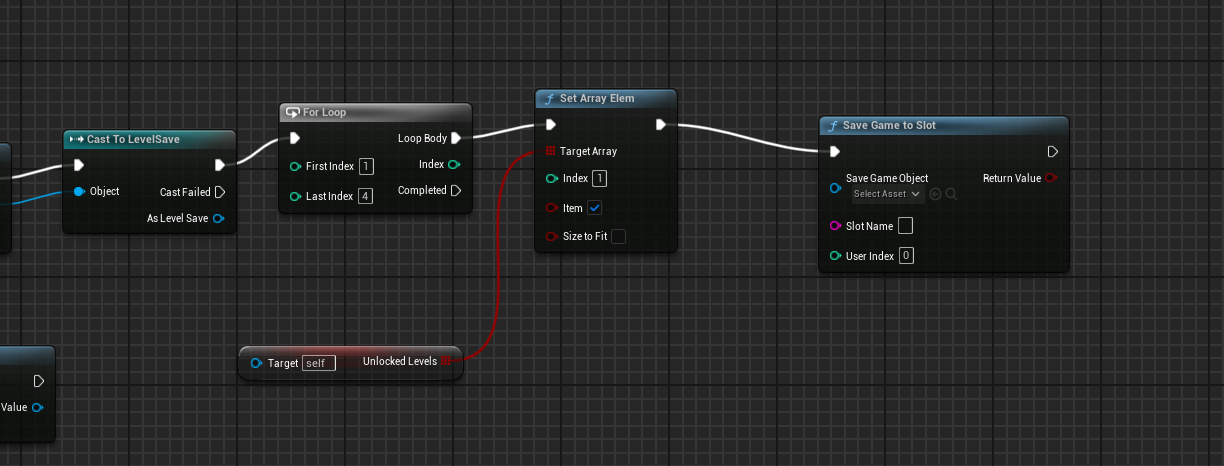 Cast To LevelSave
Object
Cast Failed
As Level Save
For Loop
Loop Body
First Index 1
Index
Last Index 4
Completed
Set Array Elem
Target Array
Index 1
Item
Size to Fit
Save Game to Slot
Save Game Object
Select Asset
Return Value
Slot Name
User Index 0
Target self
Unlocked Levels
Value